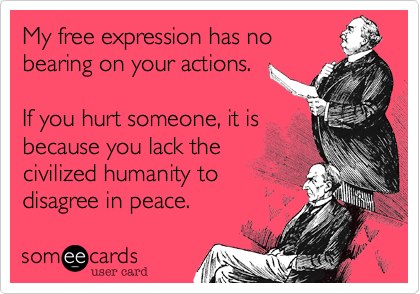 My free expression has no
bearing on your actions.
If you hurt someone, it is
because you lack the
civilized humanity to
disagree in peace.
someecards
user card